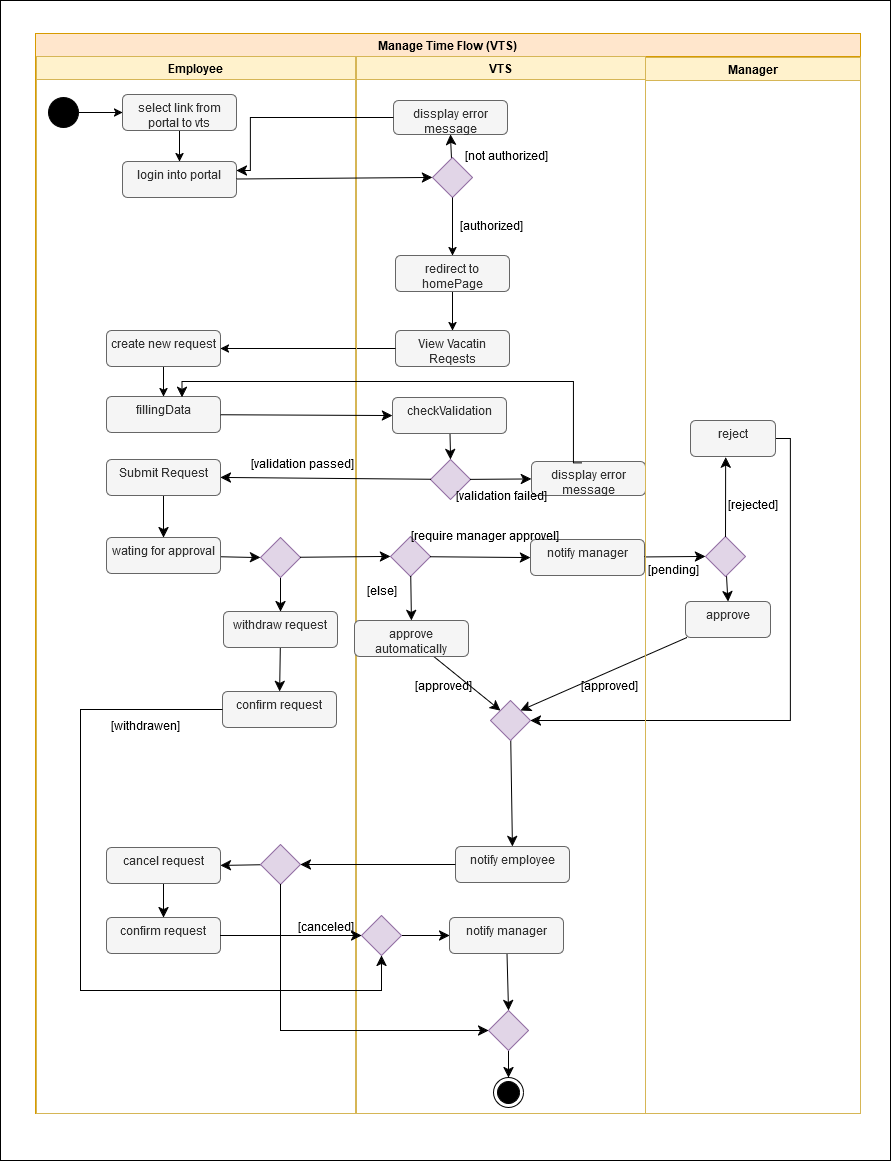 Manage Time Flow (VTS)
Employee
VTS
Manager
select link from
portal to vts
dissplay error
message
[not authorized]
login into portal
[authorized]
redirect to
homePage
create new request
View Vacatin
Reqests
fillingData
checkValidation
reject
[validation passed]
Submit Request
dissplay error
message
[validation failed]
[rejected]
[require manager approvel]
wating for approval
notify manager
[pending]
[else]
withdraw request
approve
automatically
approve
[approved]
[approved]
confirm request
[withdrawen]
cancel request
notify employee
[canceled]
confirm request
notify manager